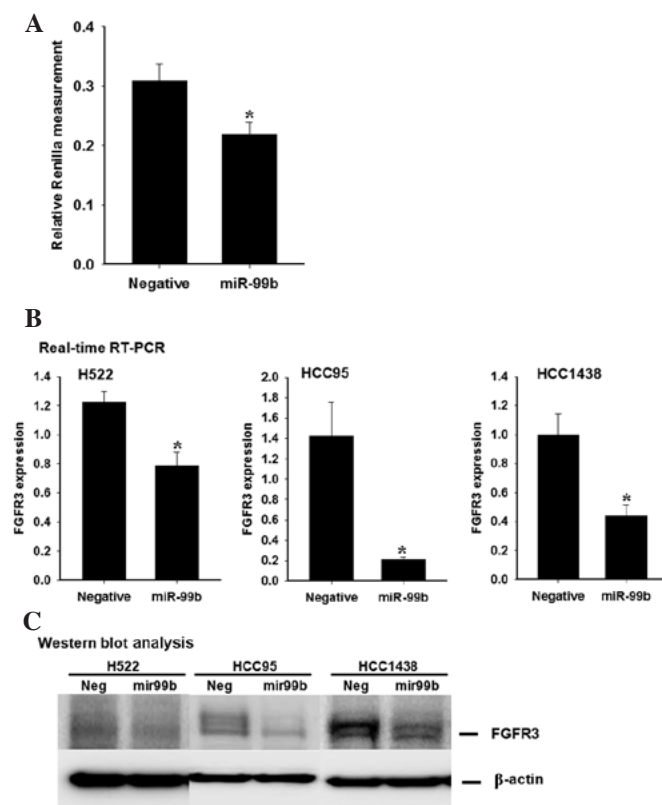 A
Relative Renilla measurement
0.3
0.2
0.1
0.0
*
Negative miR-99b
B
Real-time RT-PCR
H522
FGFR3 expression
1.4
1.2
1.0
0.8
0.6
0.4
0.2
0.0
*
Negative miR-99b
HCC95
FGFR3 expression
2.0
1.8
1.6
1.4
1.2
1.0
0.8
0.6
0.4
0.2
0.0
*
Negative miR-99b
HCC1438
FGFR3 expression
1.4
1.2
1.0
0.8
0.6
0.4
0.2
0.0
*
Negative miR-99b
C
Western blot analysis
H522 HCC95 HCC1438
Neg mir99b Neg mir99b Neg mir99b
FGFR3
β-actin